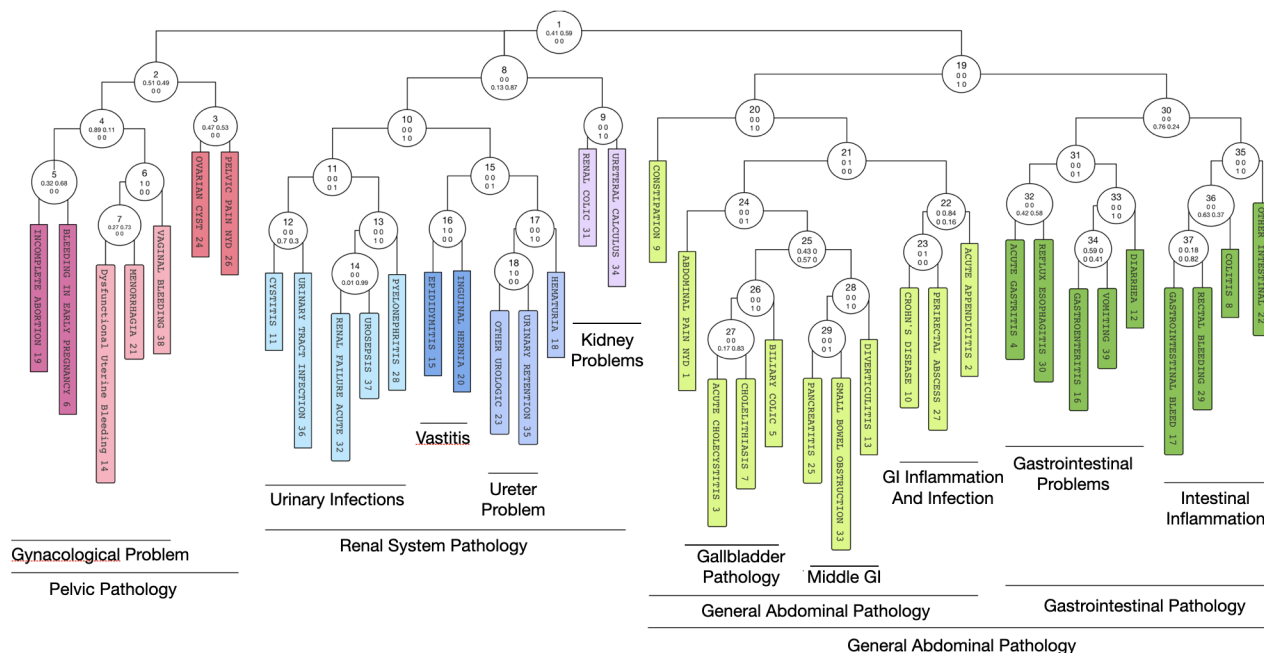 1
0.41 0.59
0 0
2
0.51 0.49
0 0
8
0 0
0.13 0.87
19
0 0
1 0
4
0.89 0.11
0 0
3
0.47 0.53
0 0
10
0 0
1 0
9
0 0
1 0
20
0 0
1 0
30
0 0
0.76 0.24
5
0.32 0.68
0 0
6
1 0
0 0
11
0 0
0 1
15
0 0
0 1
21
0 1
0 0
31
0 0
0 1
35
0 0
1 0
7
0.27 0.73
0 0
12
0 0
0.7 0.3
13
0 0
1 0
16
1 0
0 0
17
0 0
1 0
24
0 0
0 1
22
0 0.84
0 0.16
32
0 0
0.42 0.58
33
0 0
1 0
36
0 0
0.63 0.37
14
0 0
0.01 0.99
18
1 0
0 0
25
0.43 0
0.57 0
23
0 1
0 1
34
0.59 0
0 0.41
37
0 0.18
0 0.82
26
0 0
1 0
28
0 0
1 0
27
0 0
0.17 0.83
29
0 0
0 1
INCOMPLETE ABORTION 19
BLEEDING IN EARLY PREGNANCY 6
Dysfunctional Uterine Bleeding 14
MENORRHAGIA 21
VAGINAL BLEEDING 38
OVARIAN CYST 24
PELVIC PAIN NYD 26
CYSTITIS 11
URINARY TRACT INFECTION 36
RENAL FAILURE ACUTE 32
UROSEPSIS 37
PYELONEPHRITIS 28
EPIDIDYMITIS 15
INGUINAL HERNIA 20
OTHER UROLOGIC 23
URINARY RETENTION 35
HEMATURIA 18
RENAL COLIC 31
URETERAL CALCULUS 34
CONSTIPATION 9
ABDOMINAL PAIN NYD 1
ACUTE CHOLECYSTITIS 3
CHOLELITHIASIS 7
BILIARY COLIC 5
PANCREATITIS 25
SMALL BOWEL OBSTRUCTION 33
DIVERTICULITIS 13
CROHN'S DISEASE 10
PERIRECTAL ABSCESS 27
ACUTE APPENDICITIS 2
ACUTE GASTRITIS 4
REFLUX ESOPHAGITIS 30
GASTROENTERITIS 16
VOMITING 39
DIARRHEA 12
GASTROINTESTINAL BLEED 17
RECTAL BLEEDING 29
COLITIS 8
OTHER INTESTINAL 22
Kidney
Problems
Vastitis
Urinary Infections
Ureter
Problem
Renal System Pathology
Gynacological Problem
Pelvic Pathology
Gallbladder
Pathology
Middle GI
GI Inflammation
And Infection
Gastrointestinal
Problems
Intestinal
Inflammation
General Abdominal Pathology
Gastrointestinal Pathology
General Abdominal Pathology